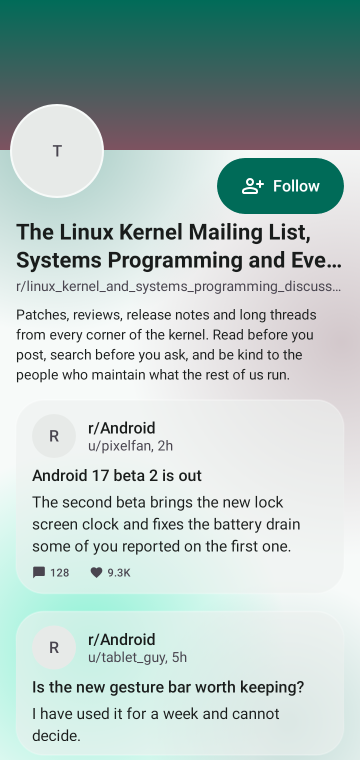 T
Follow
The Linux Kernel Mailing List,
Systems Programming and Eve...
r/linux_kernel_and_systems_programming_discuss...
Patches, reviews, release notes and long threads
from every corner of the kernel. Read before you
post, search before you ask, and be kind to the
people who maintain what the rest of us run.
R
r/Android
u/pixelfan, 2h
Android 17 beta 2 is out
The second beta brings the new lock
screen clock and fixes the battery drain
some of you reported on the first one.
128 9.3K
R
r/Android
u/tablet_guy, 5h
Is the new gesture bar worth keeping?
I have used it for a week and cannot
decide.